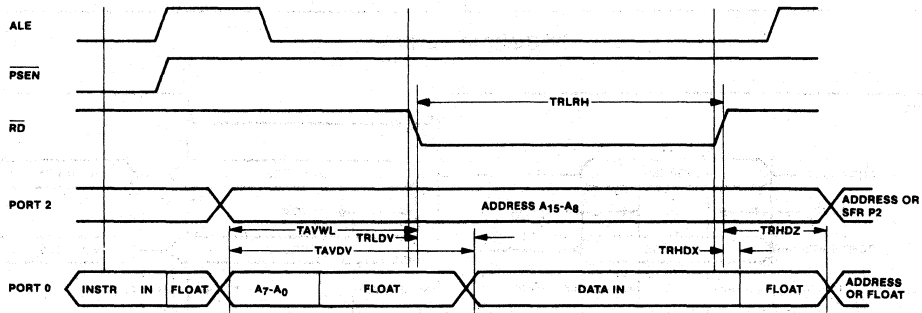 ALE
PSEN
TRLRH
RD
PORT 2
ADDRESS A15-A8
ADDRESS OR
SFR P2
TAVWL
TRLDV
TRHDZ
TAVDV
TRHDX
PORT 0
INSTR IN
FLOAT
A7-A0
FLOAT
DATA IN
FLOAT
ADDRESS
OR FLOAT